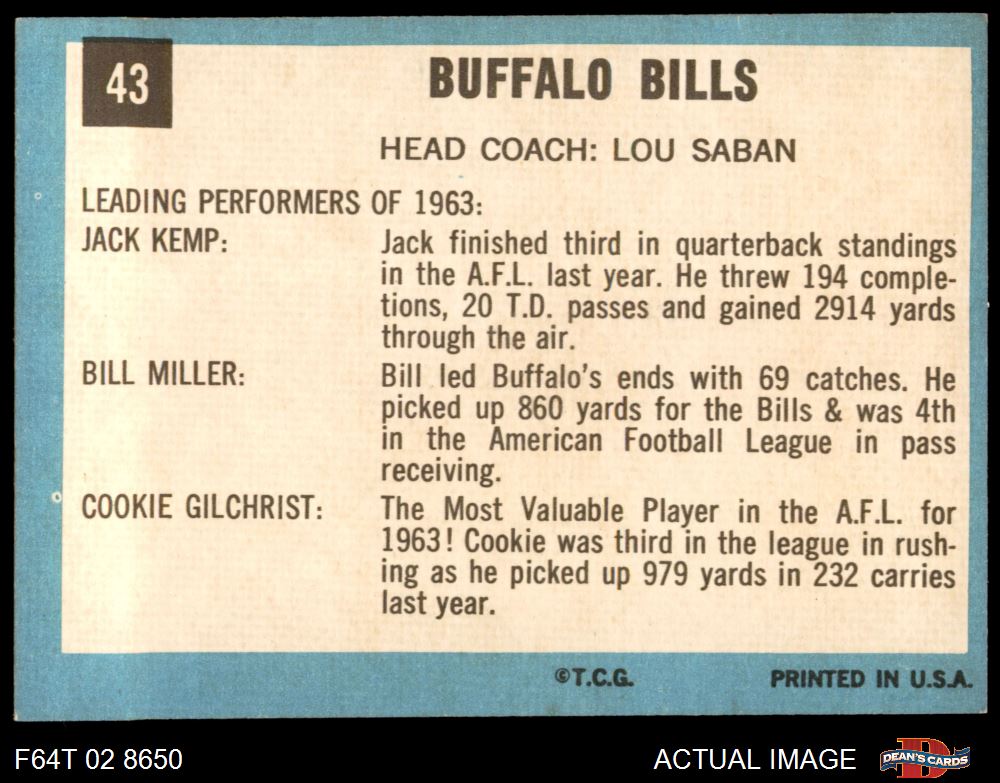 43
BUFFALO BILLS
HEAD COACH: LOU SABAN
LEADING PERFORMERS OF 1963:
JACK KEMP:
Jack finished third in quarterback standings
in the A.F.L. last year. He threw 194 comple-
tions, 20 T.D. passes and gained 2914 yards
through the air.
BILL MILLER:
Bill led Buffalo's ends with 69 catches. He
picked up 860 yards for the Bills & was 4th
in the American Football League in pass
receiving.
COOKIE GILCHRIST:
The Most Valuable Player in the A.F.L. for
1963! Cookie was third in the league in rush-
ing as he picked up 979 yards in 232 carries
last year.
©T.C.G.
PRINTED IN U.S.A.
F64T 02 8650
ACTUAL IMAGE
D
DEAN'S CARDS